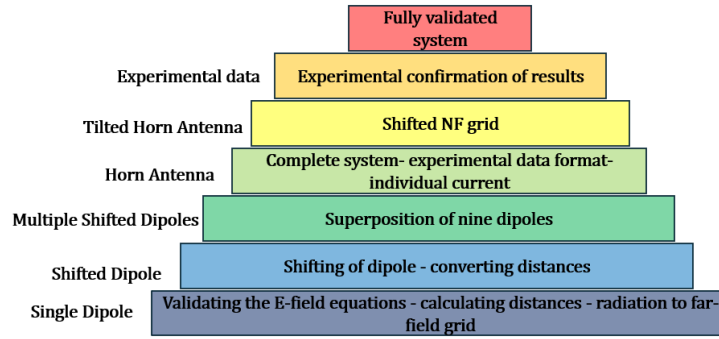 Fully validated
system
Experimental data
Experimental confirmation of results
Tilted Horn Antenna
Shifted NF grid
Horn Antenna
Complete system- experimental data format-
individual current
Multiple Shifted Dipoles
Superposition of nine dipoles
Shifted Dipole
Shifting of dipole - converting distances
Single Dipole
Validating the E-field equations - calculating distances - radiation to far-
field grid